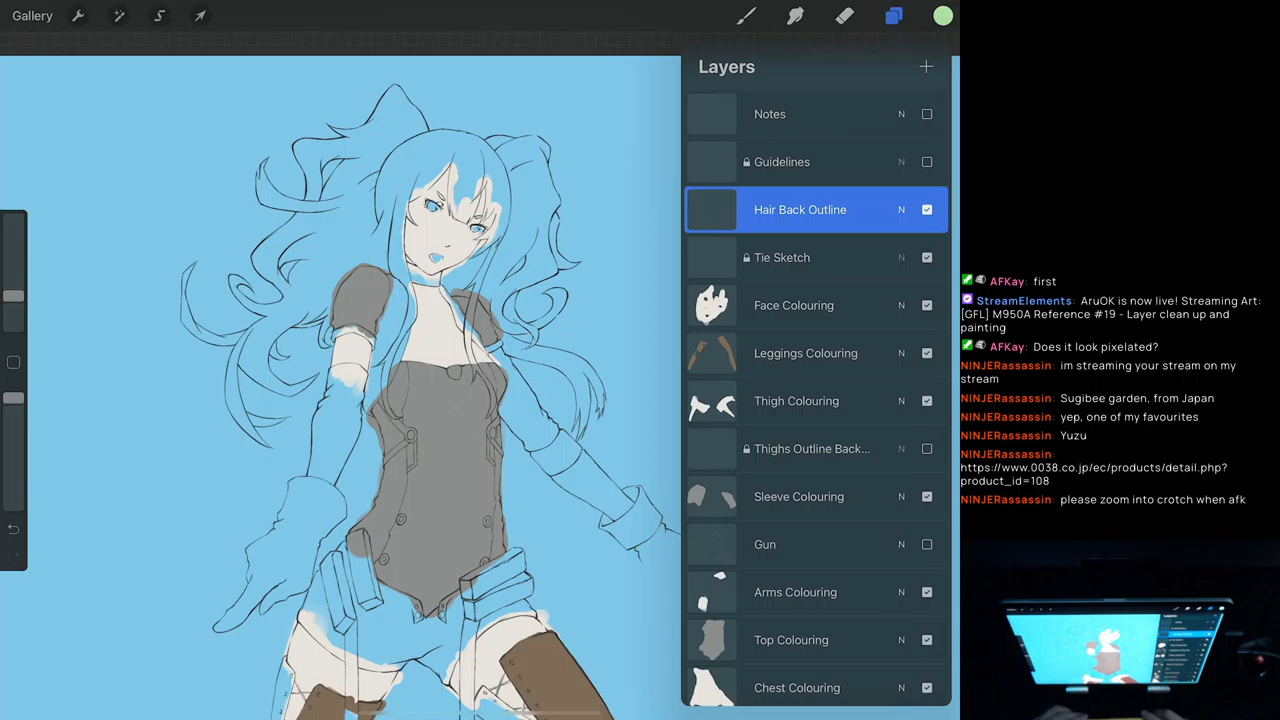 Gallery
Layers
Notes N
Guidelines N
Hair Back Outline N
Tie Sketch N
Face Colouring N
Leggings Colouring N
Thigh Colouring N
Thighs Outline Back... N
Sleeve Colouring N
Gun N
Arms Colouring N
Top Colouring N
Chest Colouring N
AFKay: first
StreamElements: AruOK is now live! Streaming Art:
[GFL] M950A Reference #19 - Layer clean up and
painting
AFKay: Does it look pixelated?
NINJERassassin: im streaming your stream on my
stream
NINJERassassin: Sugibee garden, from Japan
NINJERassassin: yep, one of my favourites
NINJERassassin: Yuzu
NINJERassassin:
https://www.0038.co.jp/ec/products/detail.php?
product_id=108
NINJERassassin: please zoom into crotch when afk